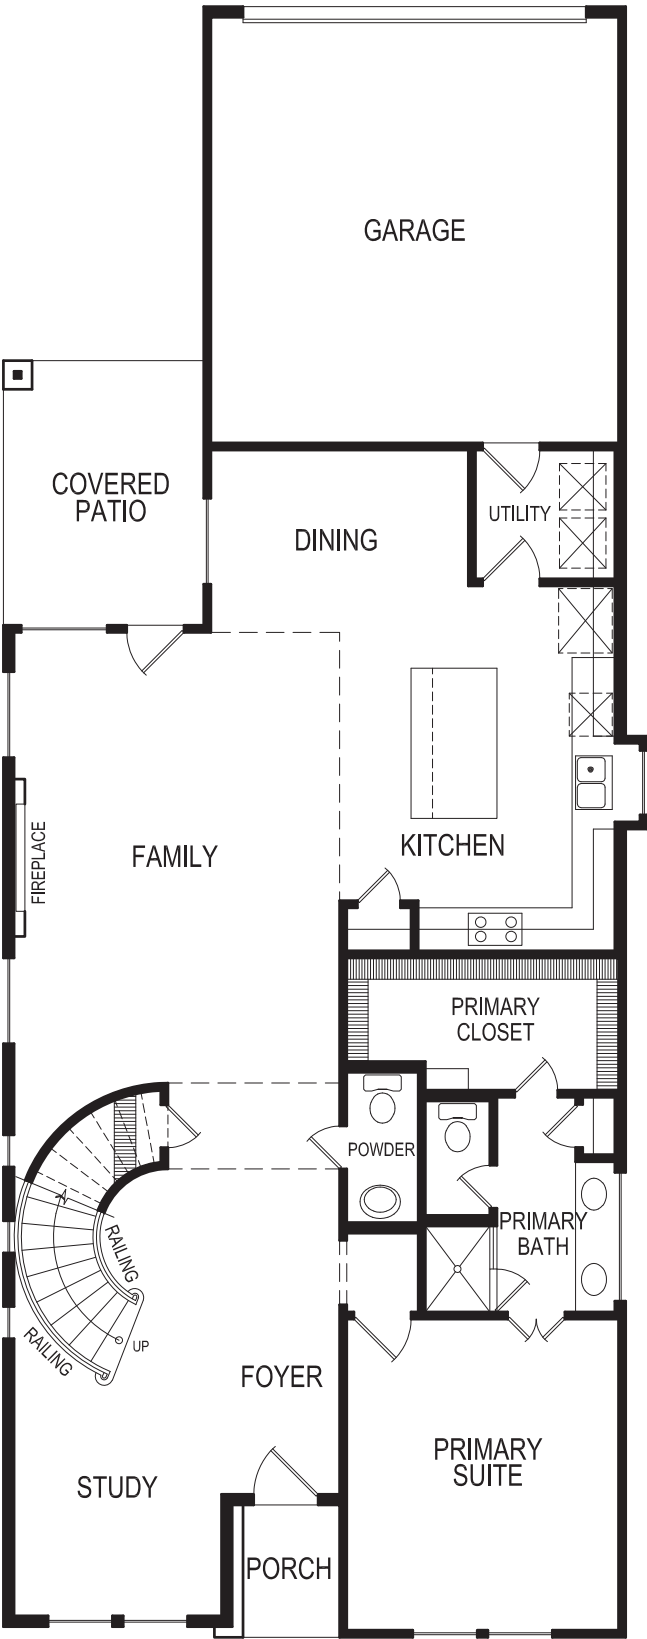 GARAGE
COVERED
PATIO
UTILITY
DINING
FIREPLACE
FAMILY
KITCHEN
PRIMARY
CLOSET
POWDER
PRIMARY
BATH
RAILING
RAILING
UP
FOYER
PRIMARY
SUITE
STUDY
PORCH